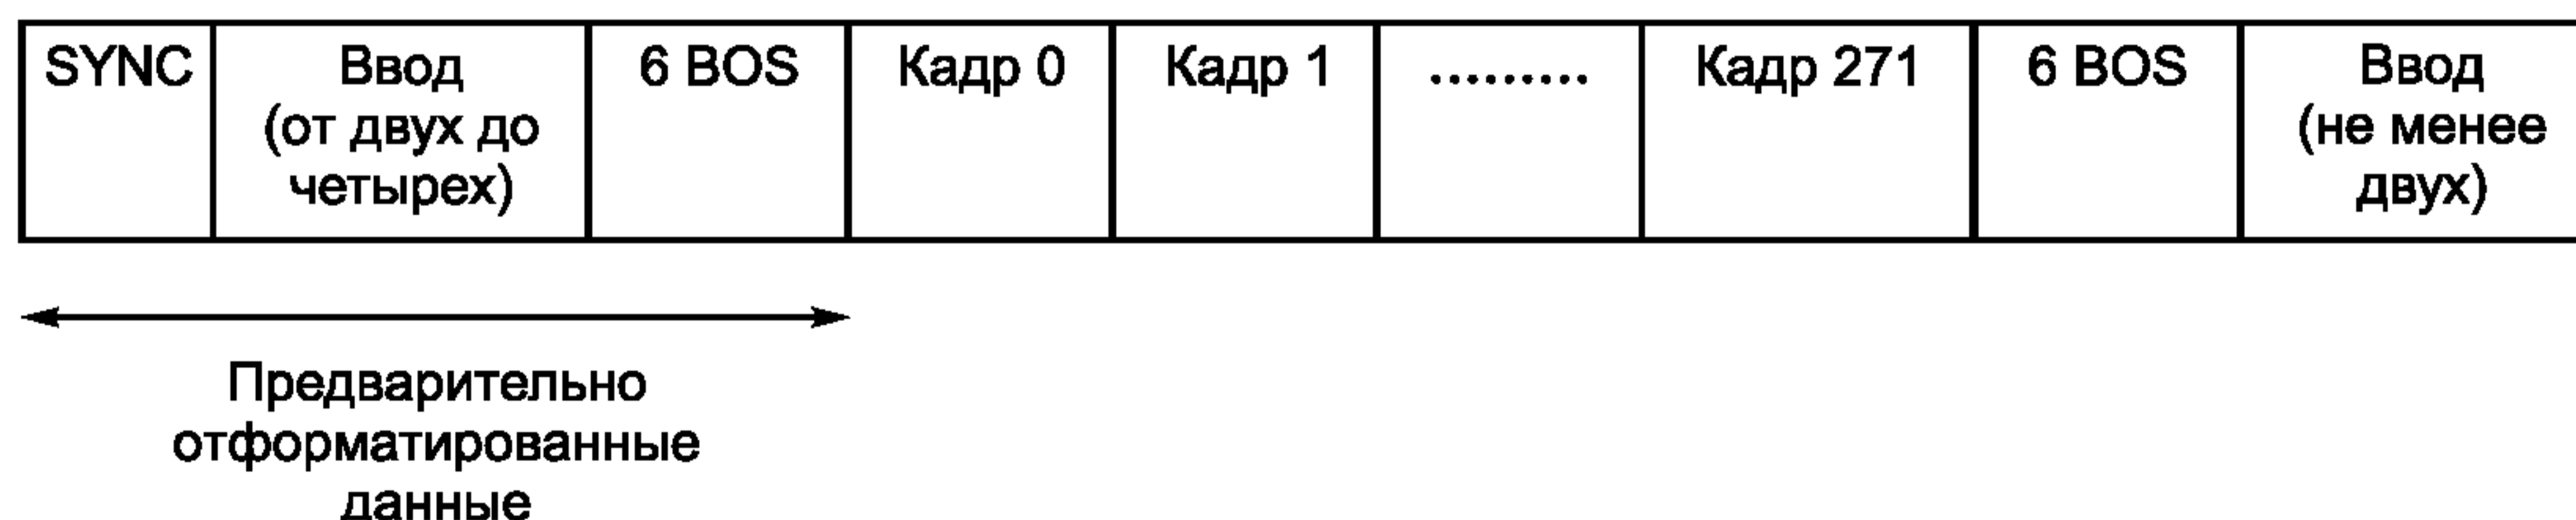 SYNC
Ввод
(от двух до
четырех)
6 BOS
Кадр 0
Кадр 1
.........
Кадр 271
6 BOS
Ввод
(не менее
двух)
Предварительно
отформатированные
данные